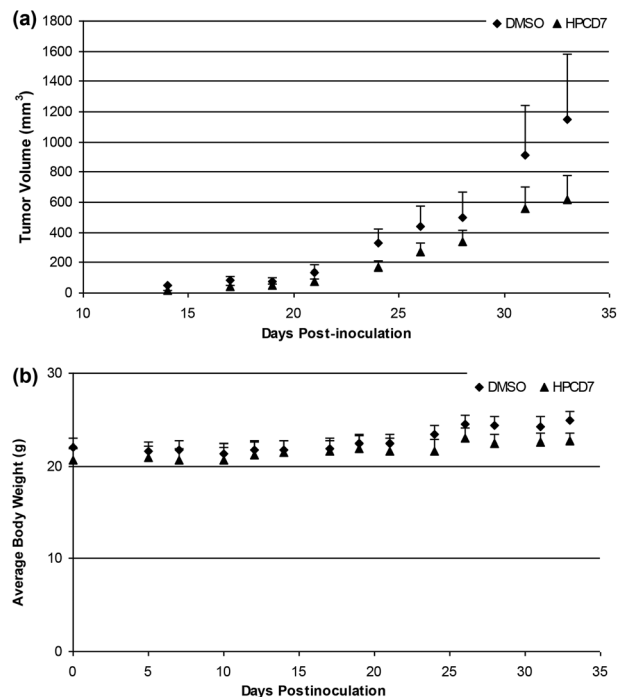 (a)
DMSO HPCD7
Tumor Volume (mm³)
1800
1600
1400
1200
1000
800
600
400
200
0
10 15 20 25 30 35
Days Post-inoculation
(b)
DMSO HPCD7
Average Body Weight (g)
30
20
10
0
0 5 10 15 20 25 30 35
Days Postinoculation